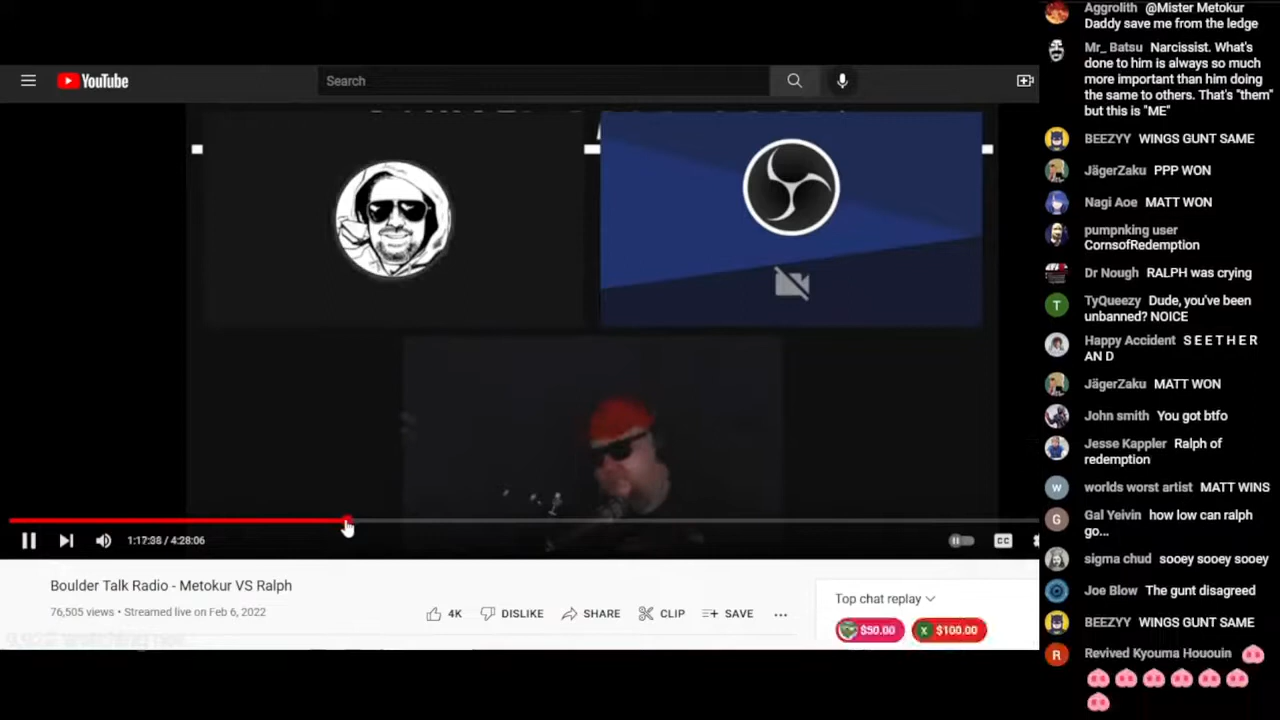 YouTube
Search
1:17:38 / 4:28:06
CC
Boulder Talk Radio - Metokur VS Ralph
76,505 views • Streamed live on Feb 6, 2022
4K
DISLIKE
SHARE
CLIP
SAVE
Top chat replay
$50.00
X
$100.00
Aggrolith @Mister Metokur
Daddy save me from the ledge
Mr_ Batsu Narcissist. What's
done to him is always so much
more important than him doing
the same to others. That's "them"
but this is "ME"
BEEZYY WINGS GUNT SAME
JägerZaku PPP WON
Nagi Aoe MATT WON
pumpnking user
CornsofRedemption
Dr Nough RALPH was crying
T
TyQueezy Dude, you've been
unbanned? NOICE
Happy Accident S E E T H E R
AN D
JägerZaku MATT WON
John smith You got btfo
Jesse Kappler Ralph of
redemption
w
worlds worst artist MATT WINS
G
Gal Yeivin how low can ralph
go...
sigma chud sooey sooey sooey
Joe Blow The gunt disagreed
BEEZYY WINGS GUNT SAME
R
Revived Kyouma Hououin